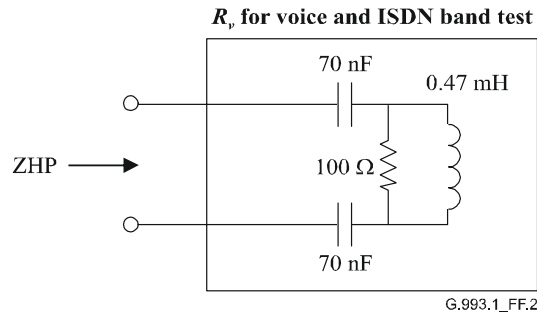 R_v for voice and ISDN band test
70 nF
0.47 mH
ZHP
100 Ω
70 nF
G.993.1_FF.2